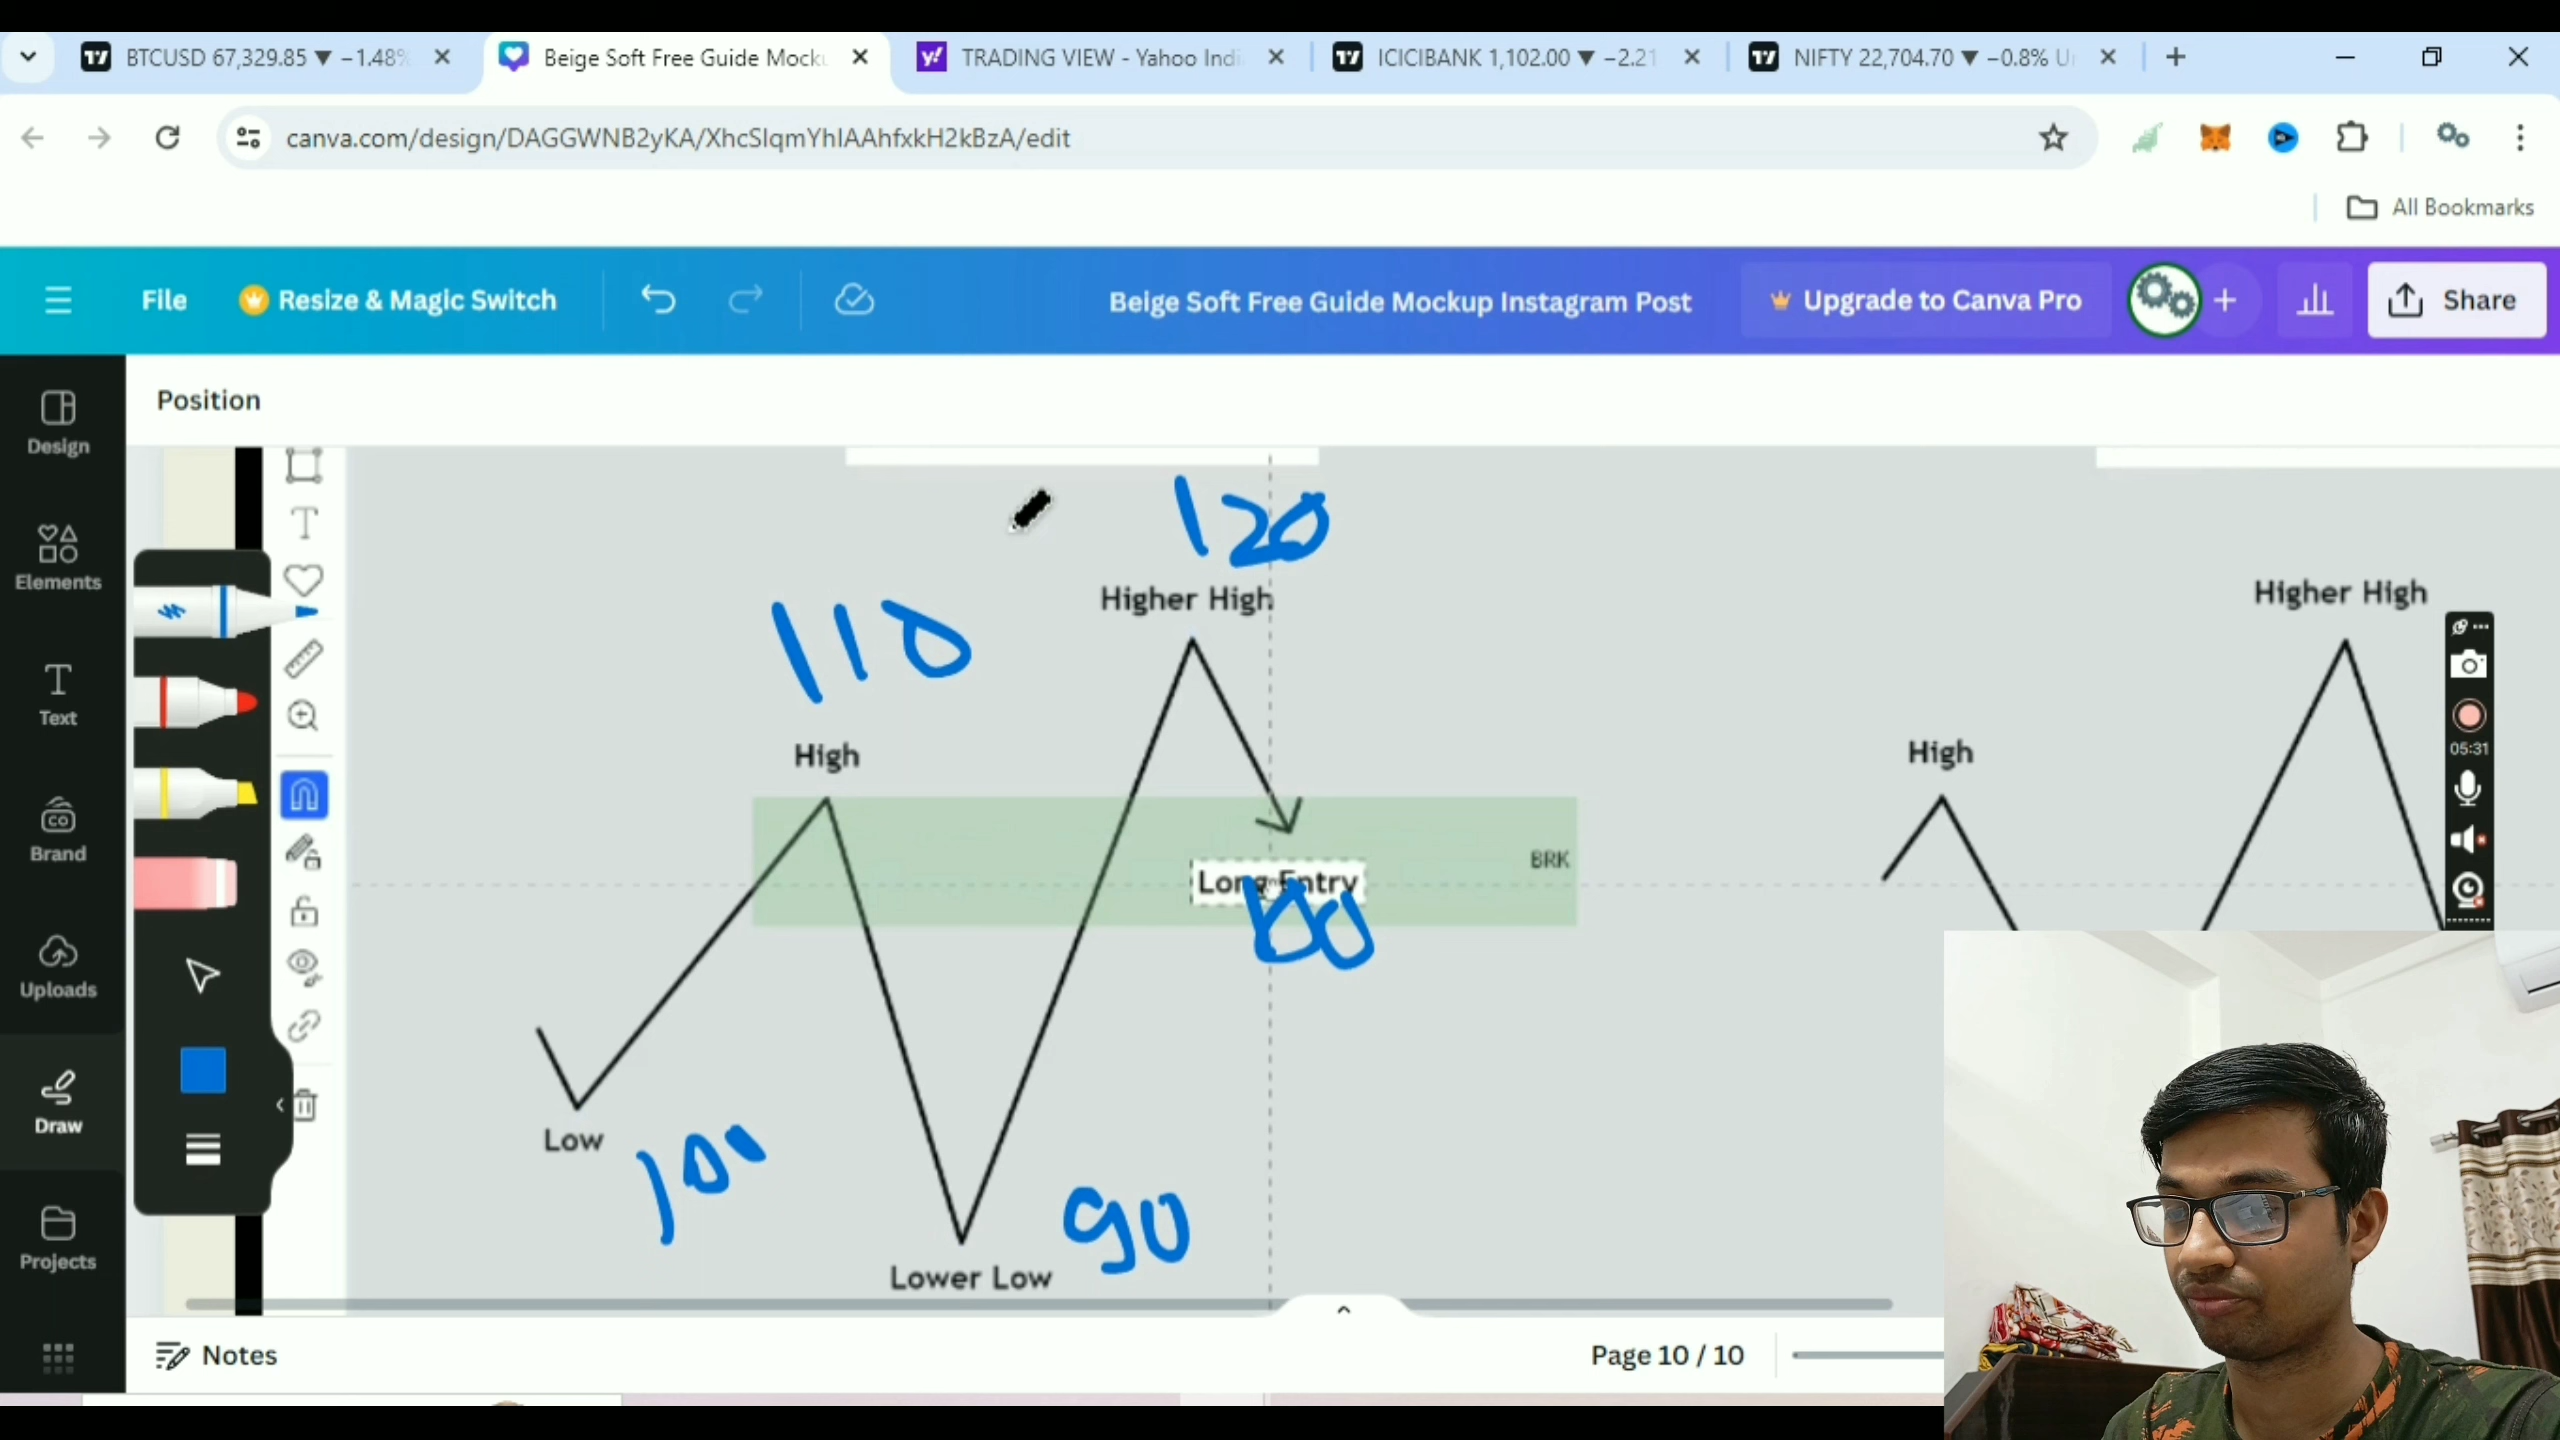 BTCUSD 67,329.85 ▼ −1.48%
Beige Soft Free Guide Mocku
TRADING VIEW - Yahoo Indi
ICICIBANK 1,102.00 ▼ −2.21
NIFTY 22,704.70 ▼ −0.8% U
canva.com/design/DAGGWNB2yKA/XhcSlqmYhIAAhfxkH2kBzA/edit
All Bookmarks
File
Resize & Magic Switch
Beige Soft Free Guide Mockup Instagram Post
Upgrade to Canva Pro
Share
Position
Design
Elements
Text
Brand
Uploads
Draw
Projects
120
Higher High
110
High
BRK
Long Entry
Low
100
90
Lower Low
Higher High
High
05:31
Notes
Page 10 / 10